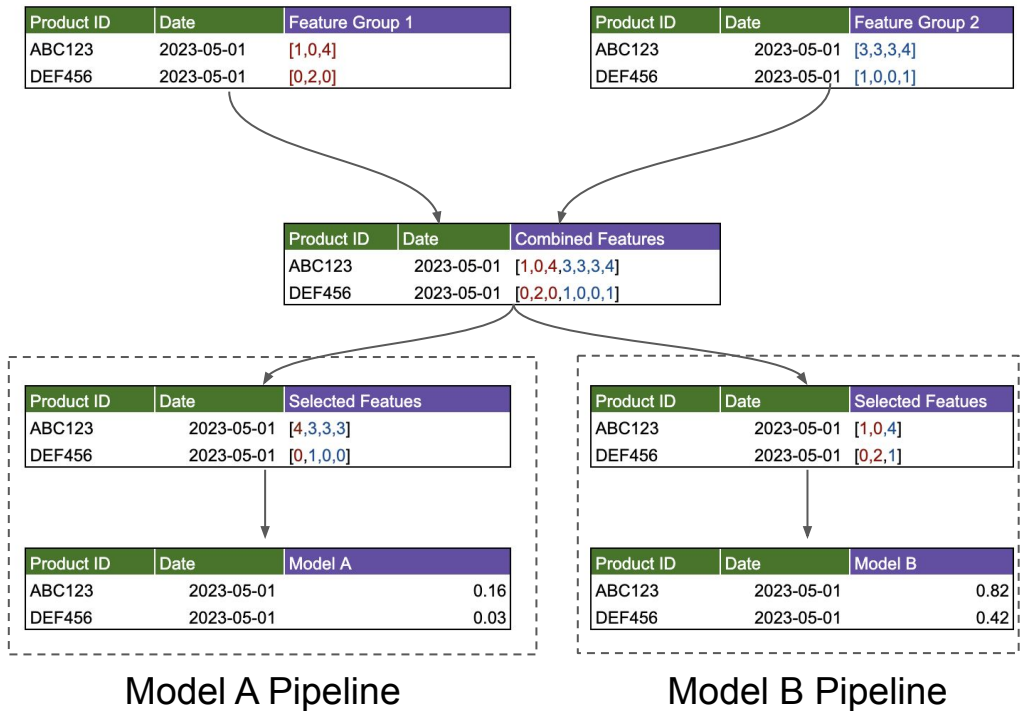 Product ID Date Feature Group 1
ABC123 2023-05-01 [1,0,4]
DEF456 2023-05-01 [0,2,0]
Product ID Date Feature Group 2
ABC123 2023-05-01 [3,3,3,4]
DEF456 2023-05-01 [1,0,0,1]
Product ID Date Combined Features
ABC123 2023-05-01 [1,0,4,3,3,3,4]
DEF456 2023-05-01 [0,2,0,1,0,0,1]
Product ID Date Selected Featues
ABC123 2023-05-01 [4,3,3,3]
DEF456 2023-05-01 [0,1,0,0]
Product ID Date Model A
ABC123 2023-05-01 0.16
DEF456 2023-05-01 0.03
Model A Pipeline
Product ID Date Selected Featues
ABC123 2023-05-01 [1,0,4]
DEF456 2023-05-01 [0,2,1]
Product ID Date Model B
ABC123 2023-05-01 0.82
DEF456 2023-05-01 0.42
Model B Pipeline